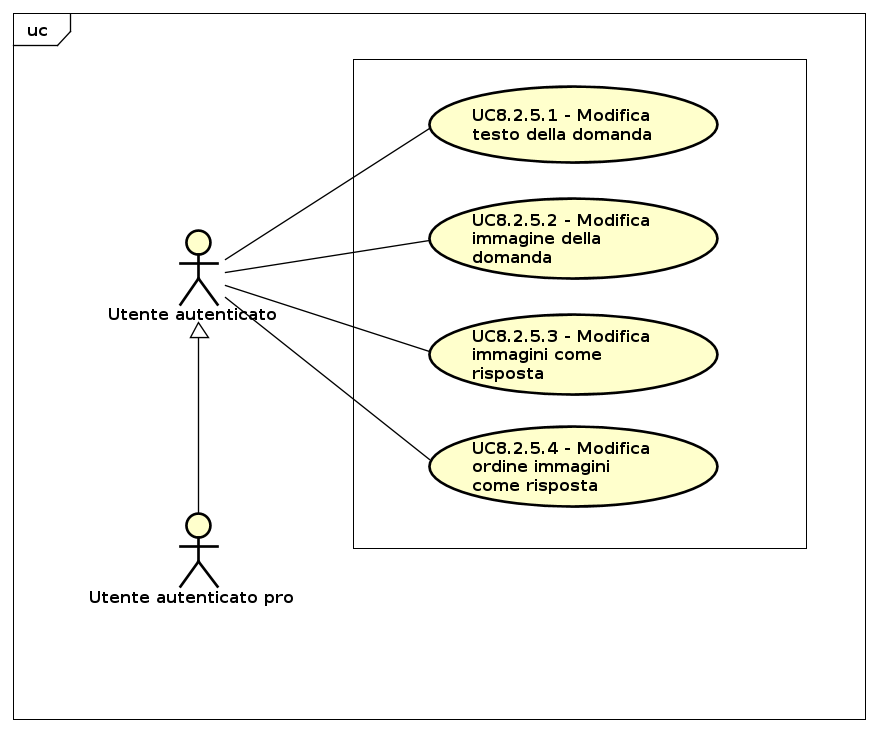 uc
UC8.2.5.1 - Modifica
testo della domanda
UC8.2.5.2 - Modifica
immagine della
domanda
Utente autenticato
UC8.2.5.3 - Modifica
immagini come
risposta
UC8.2.5.4 - Modifica
ordine immagini
come risposta
Utente autenticato pro